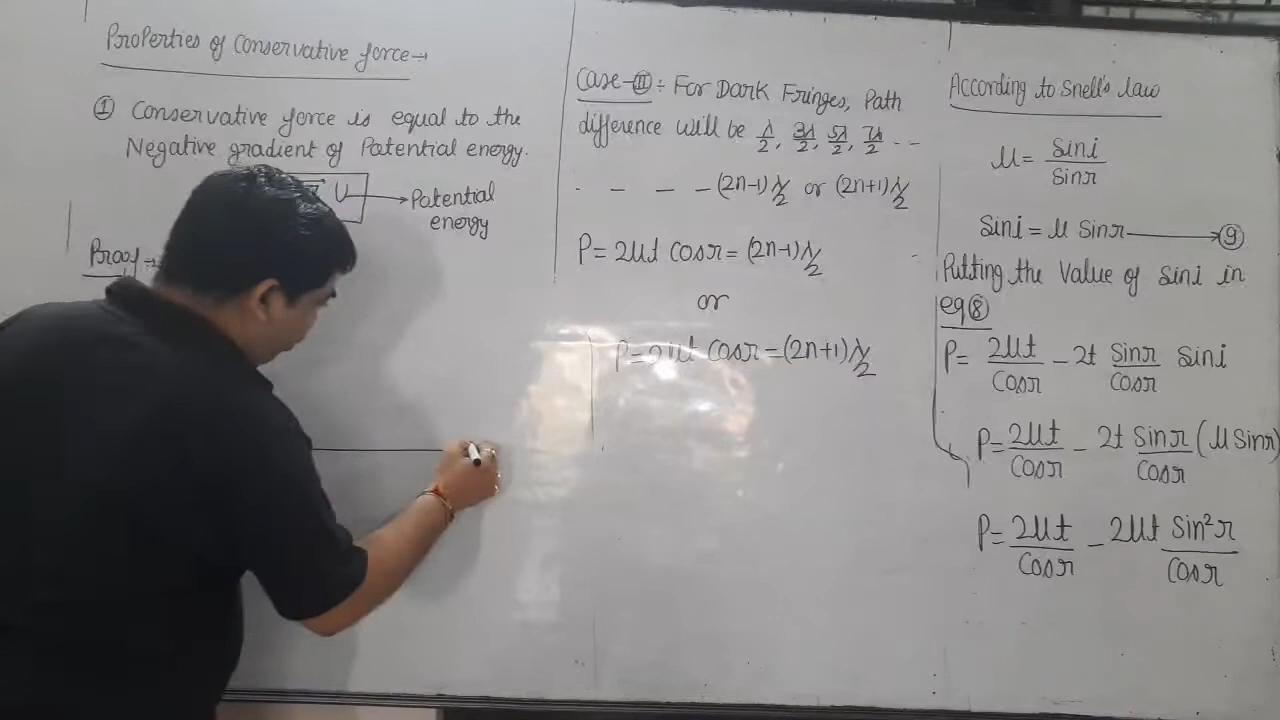 Properties of Conservative force→
① Conservative force is equal to the
Negative gradient of Patential energy.
U → Patential
energy
Proof →
Case-III ÷ For Dark Fringes, Path
difference will be λ/2, 3λ/2, 5λ/2, 7λ/2 - -
- - - - (2n-1)λ/2 or (2n+1)λ/2
P = 2μt cosr = (2n-1)λ/2
or
P = 2μt cosr = (2n+1)λ/2
According to Snell's law
μ = sini/sinr
Sini = μ Sinr → ⑨
Putting the value of sini in
eq ⑧
P = 2μt/cosr - 2t sinr/cosr sini
P = 2μt/cosr - 2t sinr/cosr (μ sinr)
P = 2μt/cosr - 2μt sin²r/cosr